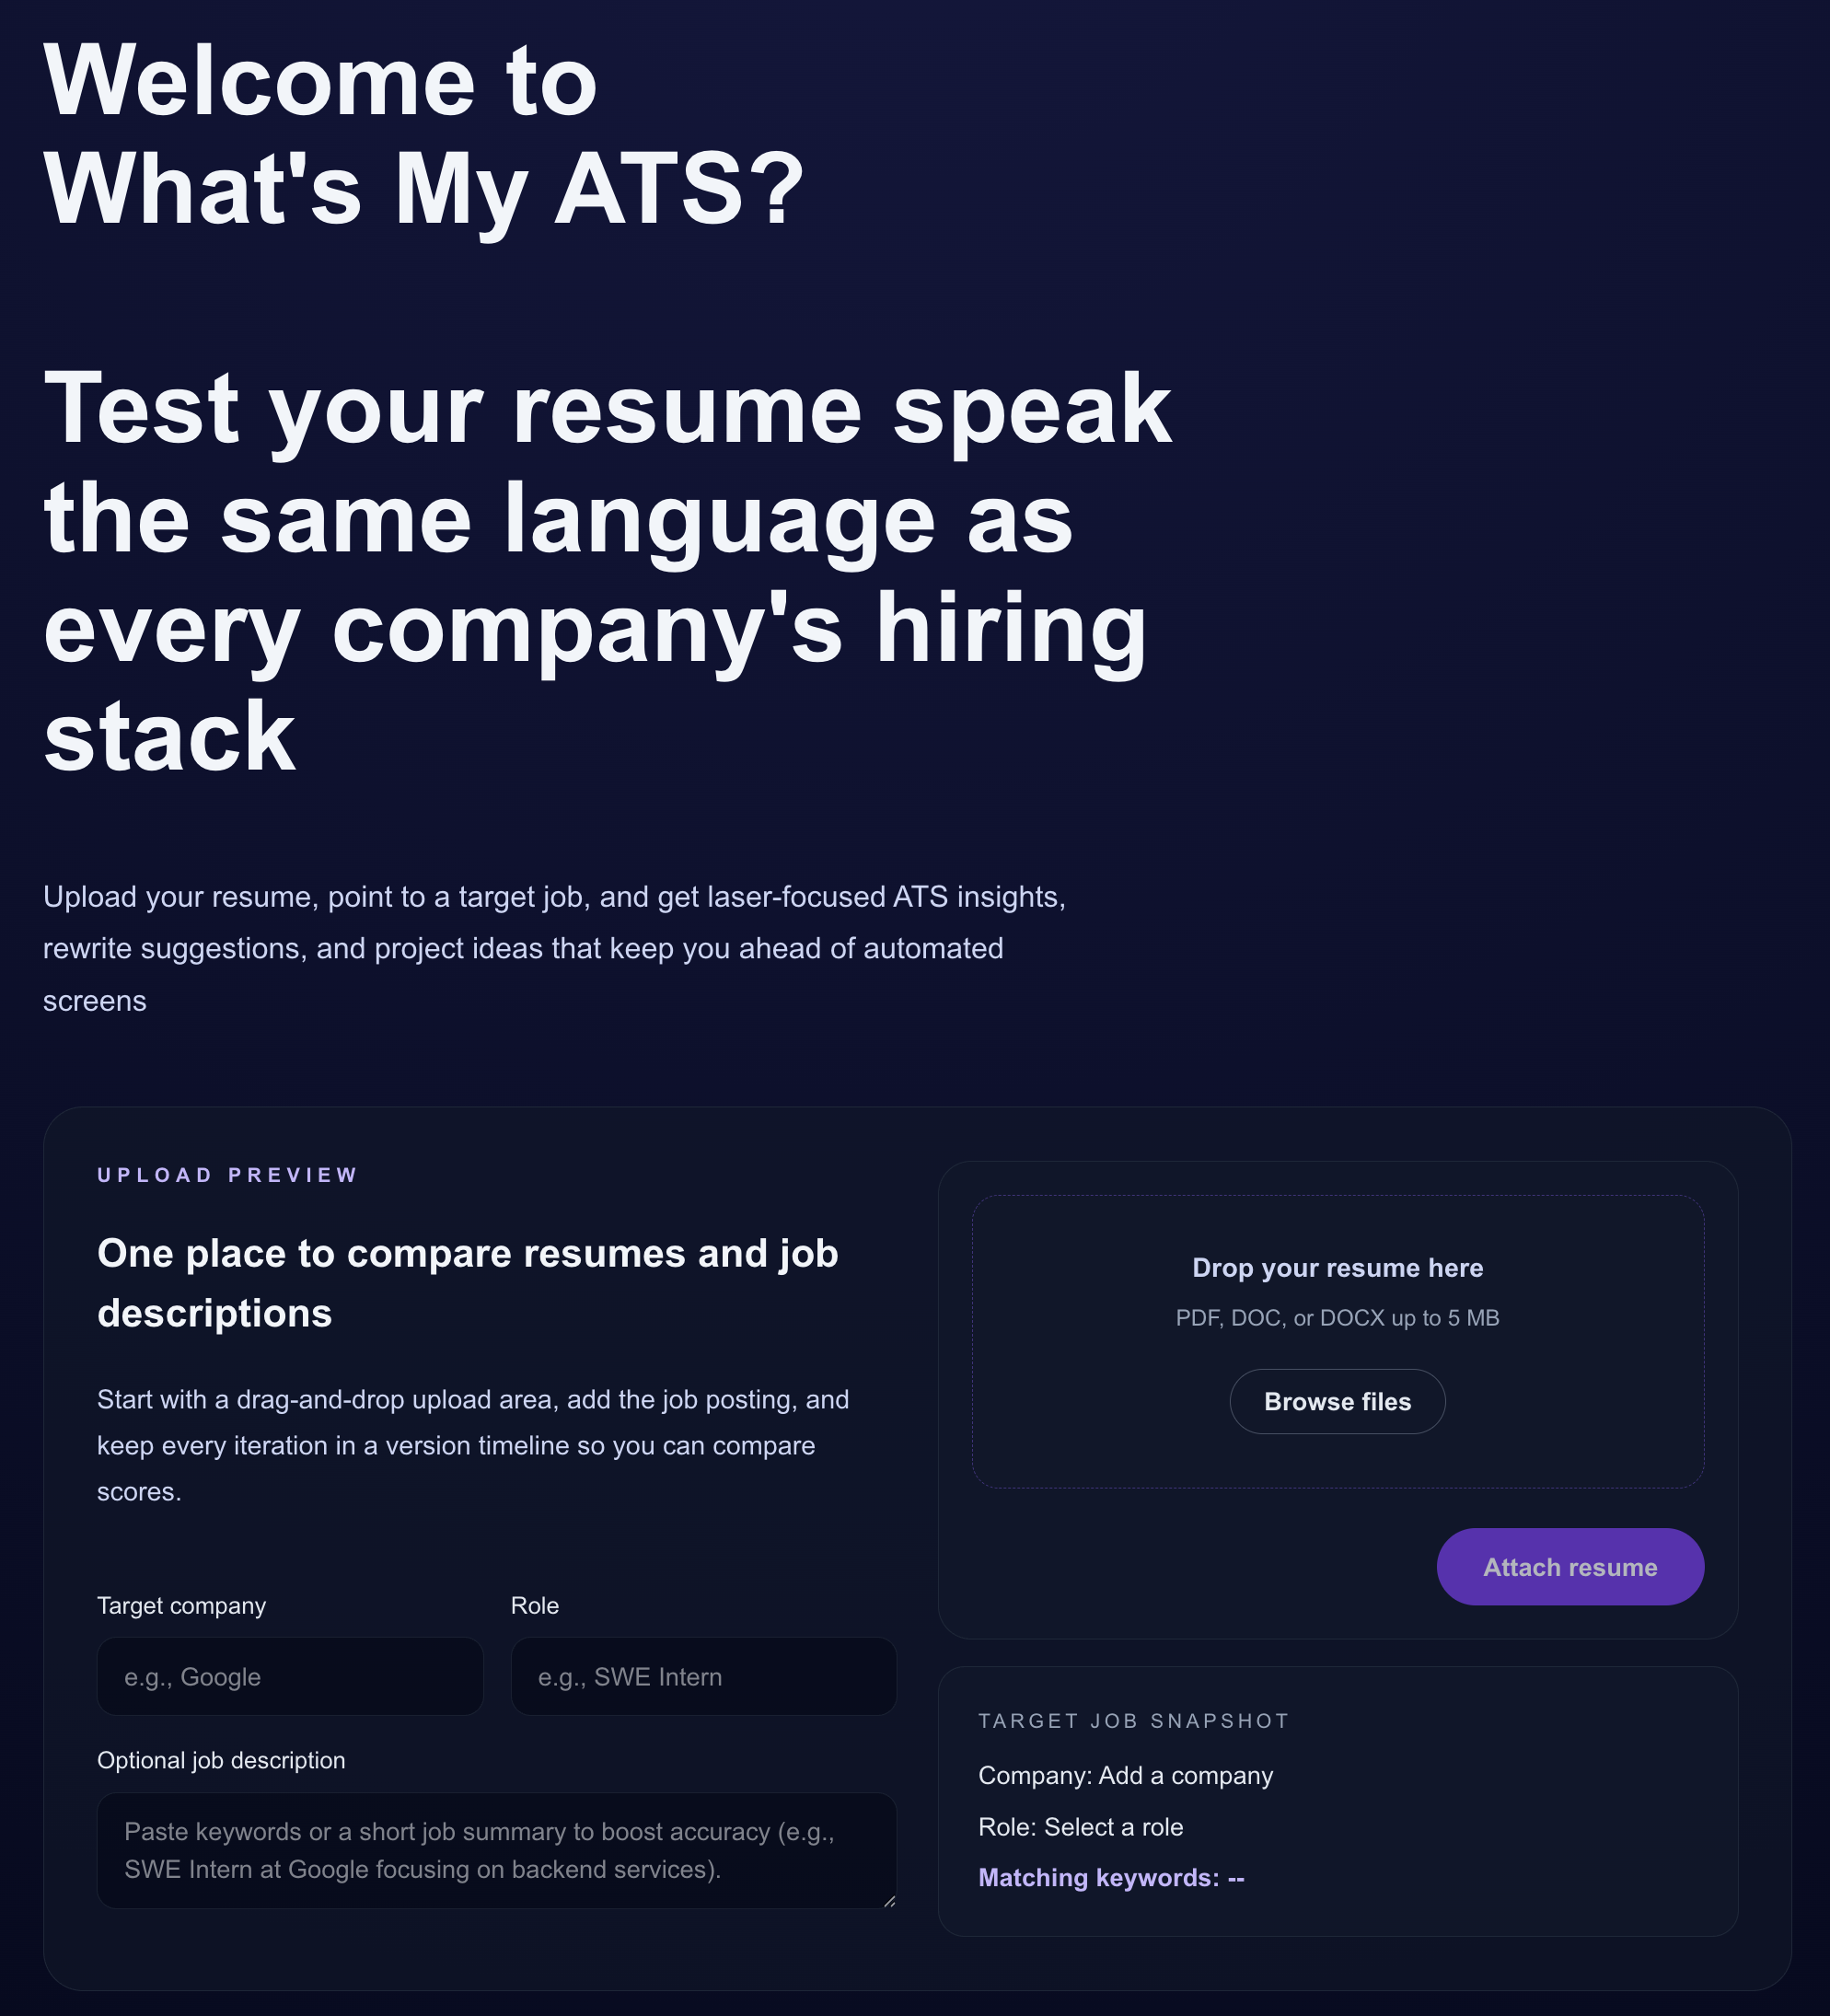 Welcome to
What's My ATS?
Test your resume speak
the same language as
every company's hiring
stack
Upload your resume, point to a target job, and get laser-focused ATS insights,
rewrite suggestions, and project ideas that keep you ahead of automated
screens
UPLOAD PREVIEW
One place to compare resumes and job
descriptions
Start with a drag-and-drop upload area, add the job posting, and
keep every iteration in a version timeline so you can compare
scores.
Target company
Role
e.g., Google
e.g., SWE Intern
Optional job description
Paste keywords or a short job summary to boost accuracy (e.g.,
SWE Intern at Google focusing on backend services).
Drop your resume here
PDF, DOC, or DOCX up to 5 MB
Browse files
Attach resume
TARGET JOB SNAPSHOT
Company: Add a company
Role: Select a role
Matching keywords: --